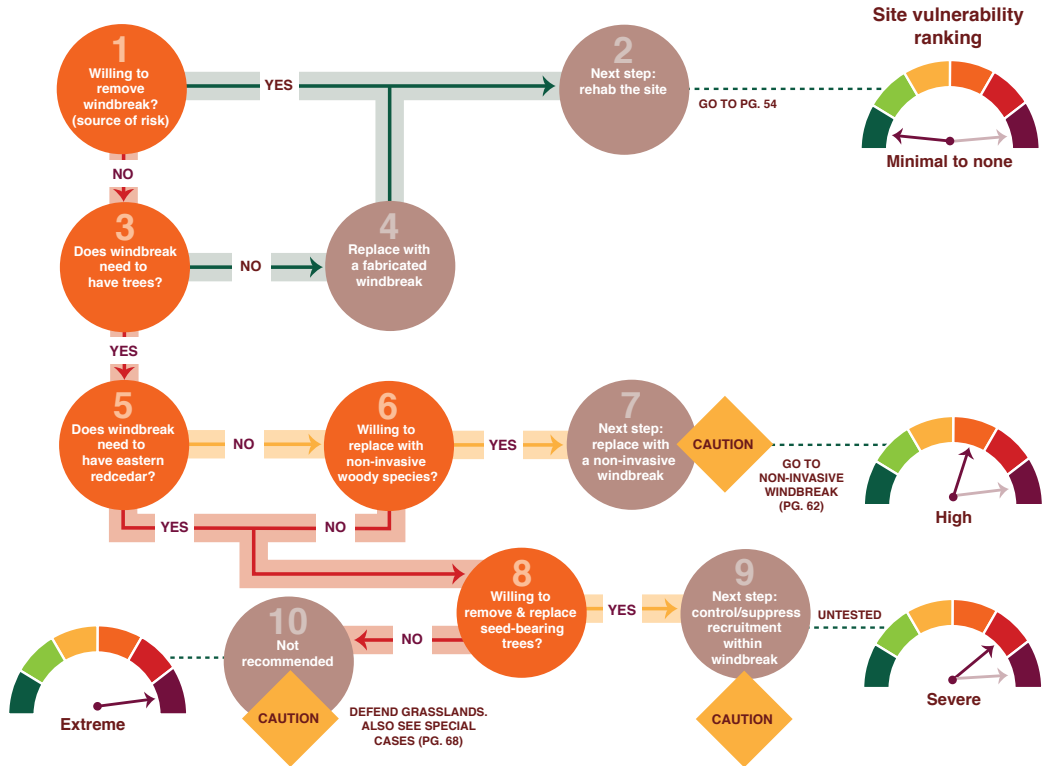 Site vulnerability
ranking
1
Willing to
remove
windbreak?
(source of risk)
YES
2
Next step:
rehab the site
GO TO PG. 54
Minimal to none
NO
3
Does windbreak
need to
have trees?
NO
4
Replace with
a fabricated
windbreak
YES
5
Does windbreak
need to
have eastern
redcedar?
NO
6
Willing to
replace with
non-invasive
woody species?
YES
7
Next step:
replace with
a non-invasive
windbreak
CAUTION
GO TO
NON-INVASIVE
WINDBREAK
(PG. 62)
High
YES
NO
8
Willing to
remove & replace
seed-bearing
trees?
YES
9
Next step:
control/suppress
recruitment
within
windbreak
CAUTION
UNTESTED
Severe
NO
10
Not
recommended
CAUTION
DEFEND GRASSLANDS.
ALSO SEE SPECIAL
CASES (PG. 68)
Extreme